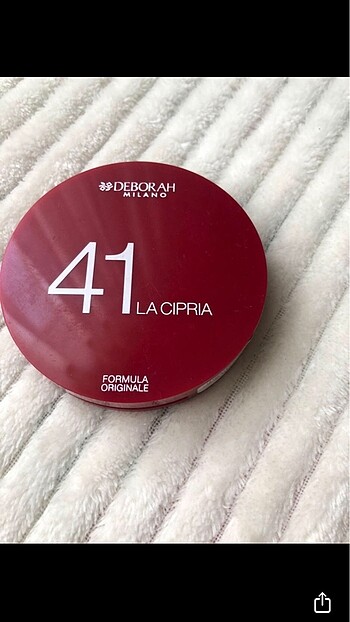 DEBORAH
MILANO
41 LA CIPRIA
FORMULA
ORIGINALE